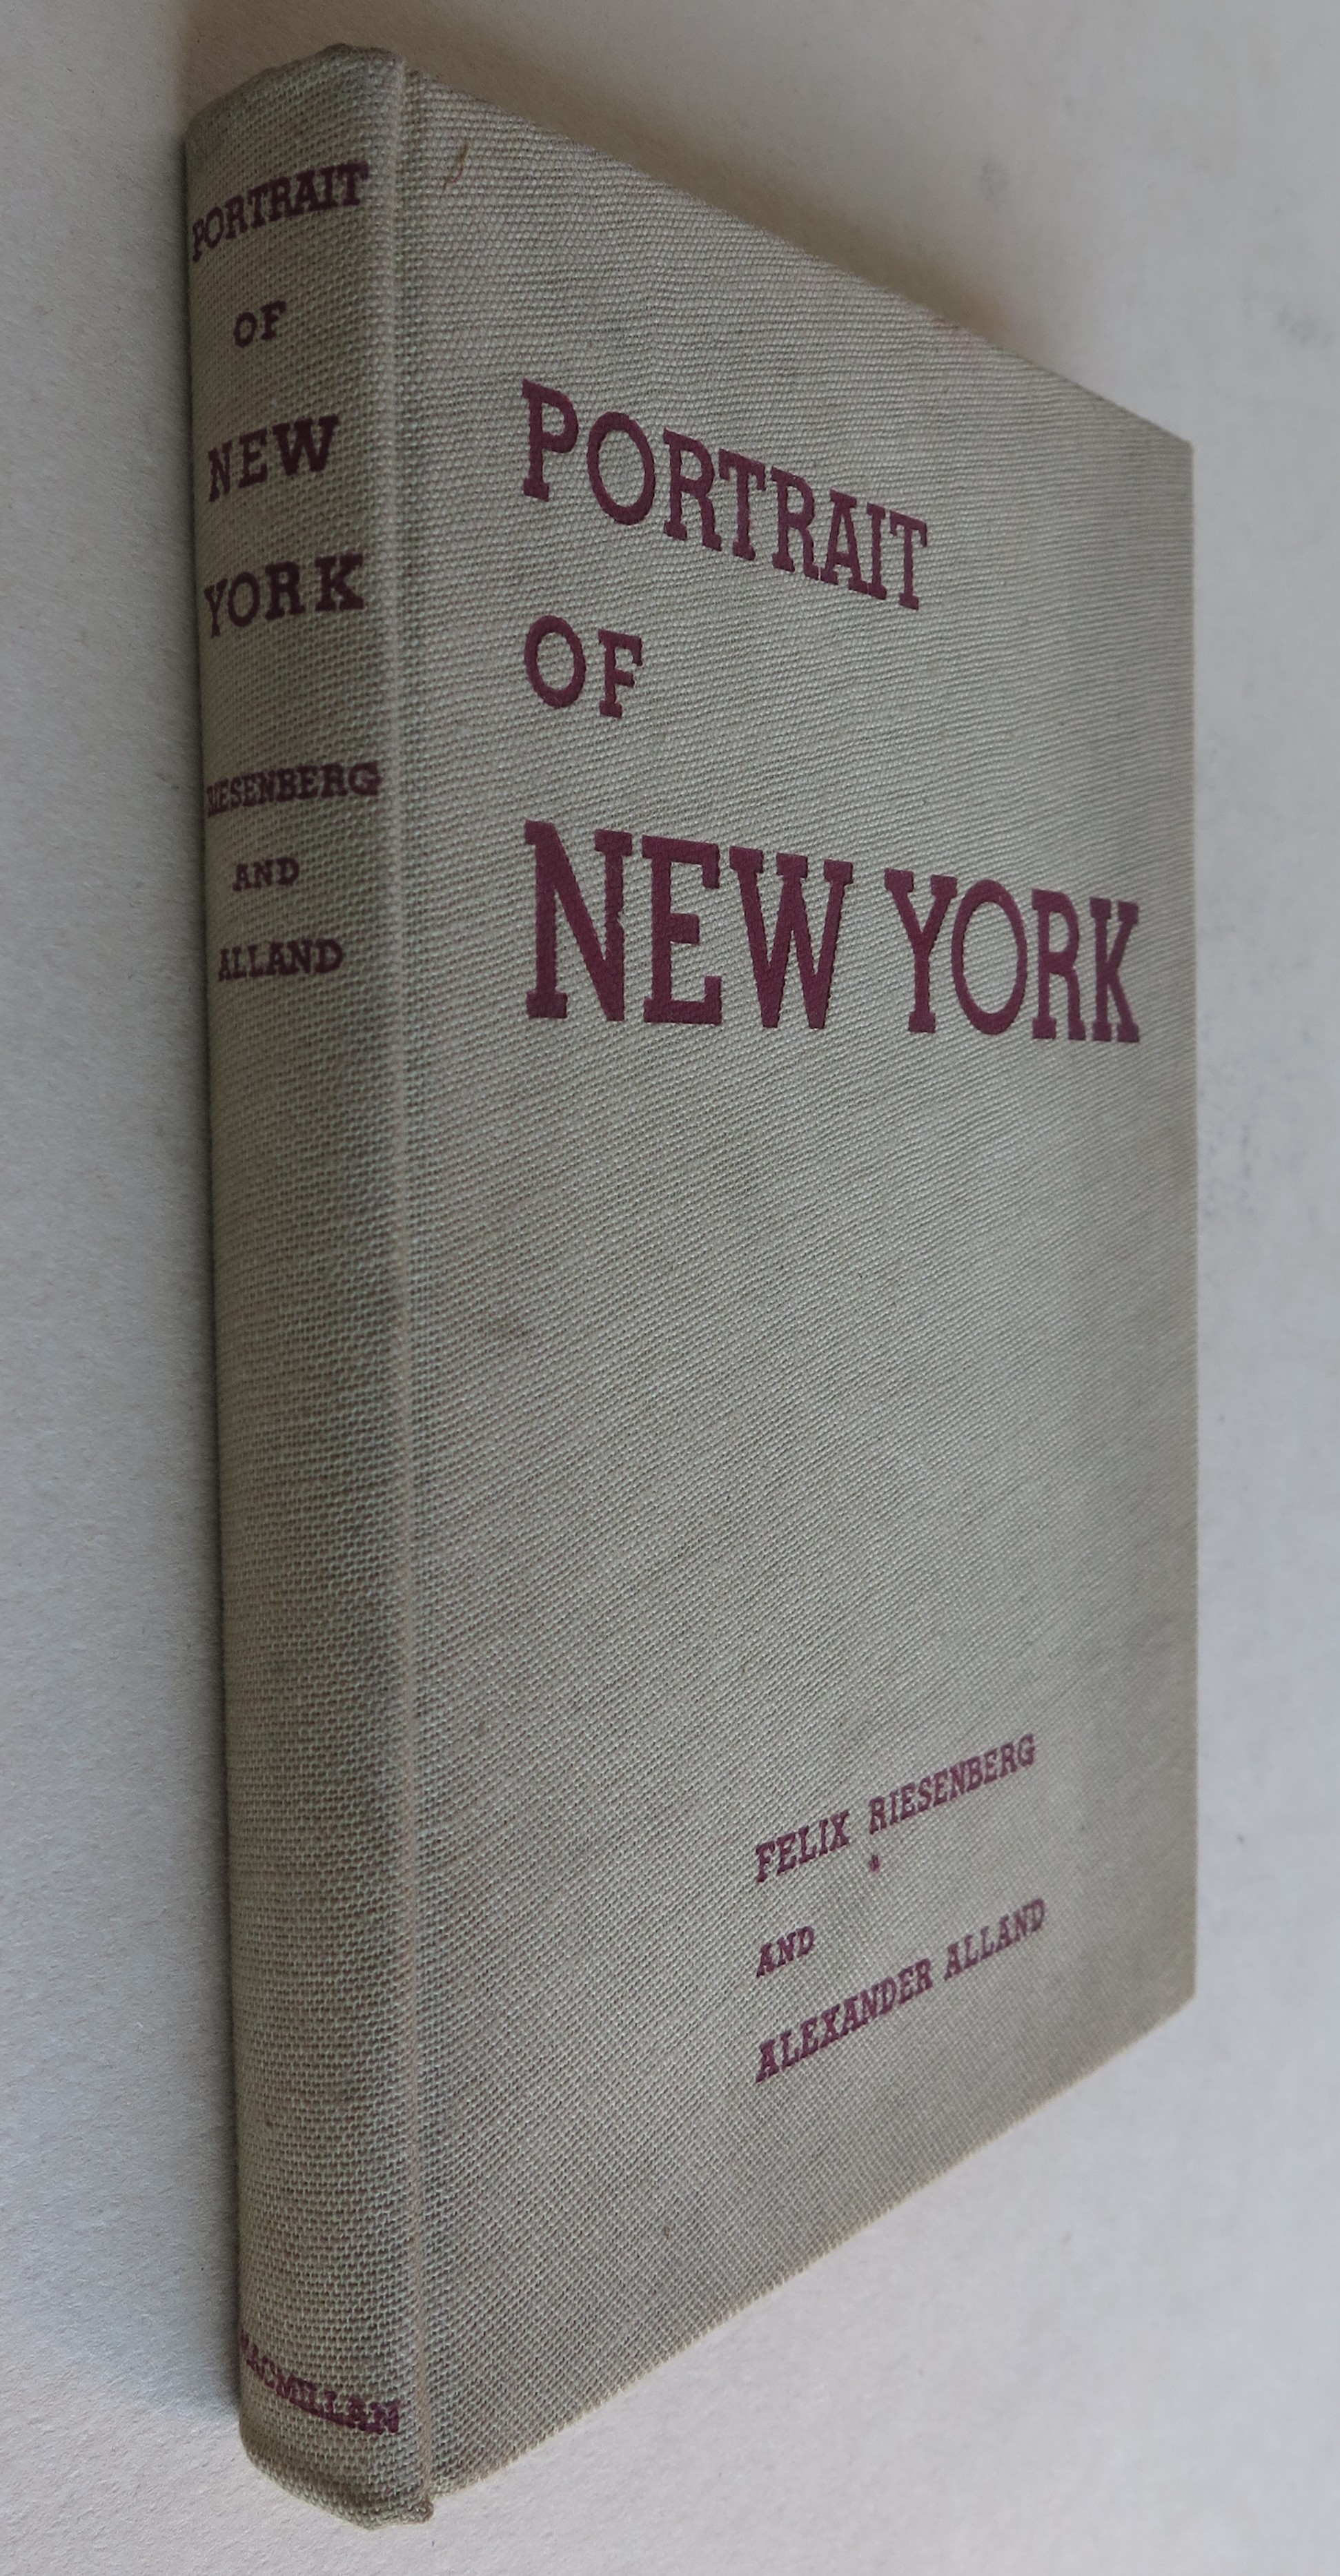 PORTRAIT
OF
NEW
YORK
RIESENBERG
AND
ALLAND
MACMILLAN
PORTRAIT
OF
NEW YORK
FELIX RIESENBERG
AND
ALEXANDER ALLAND